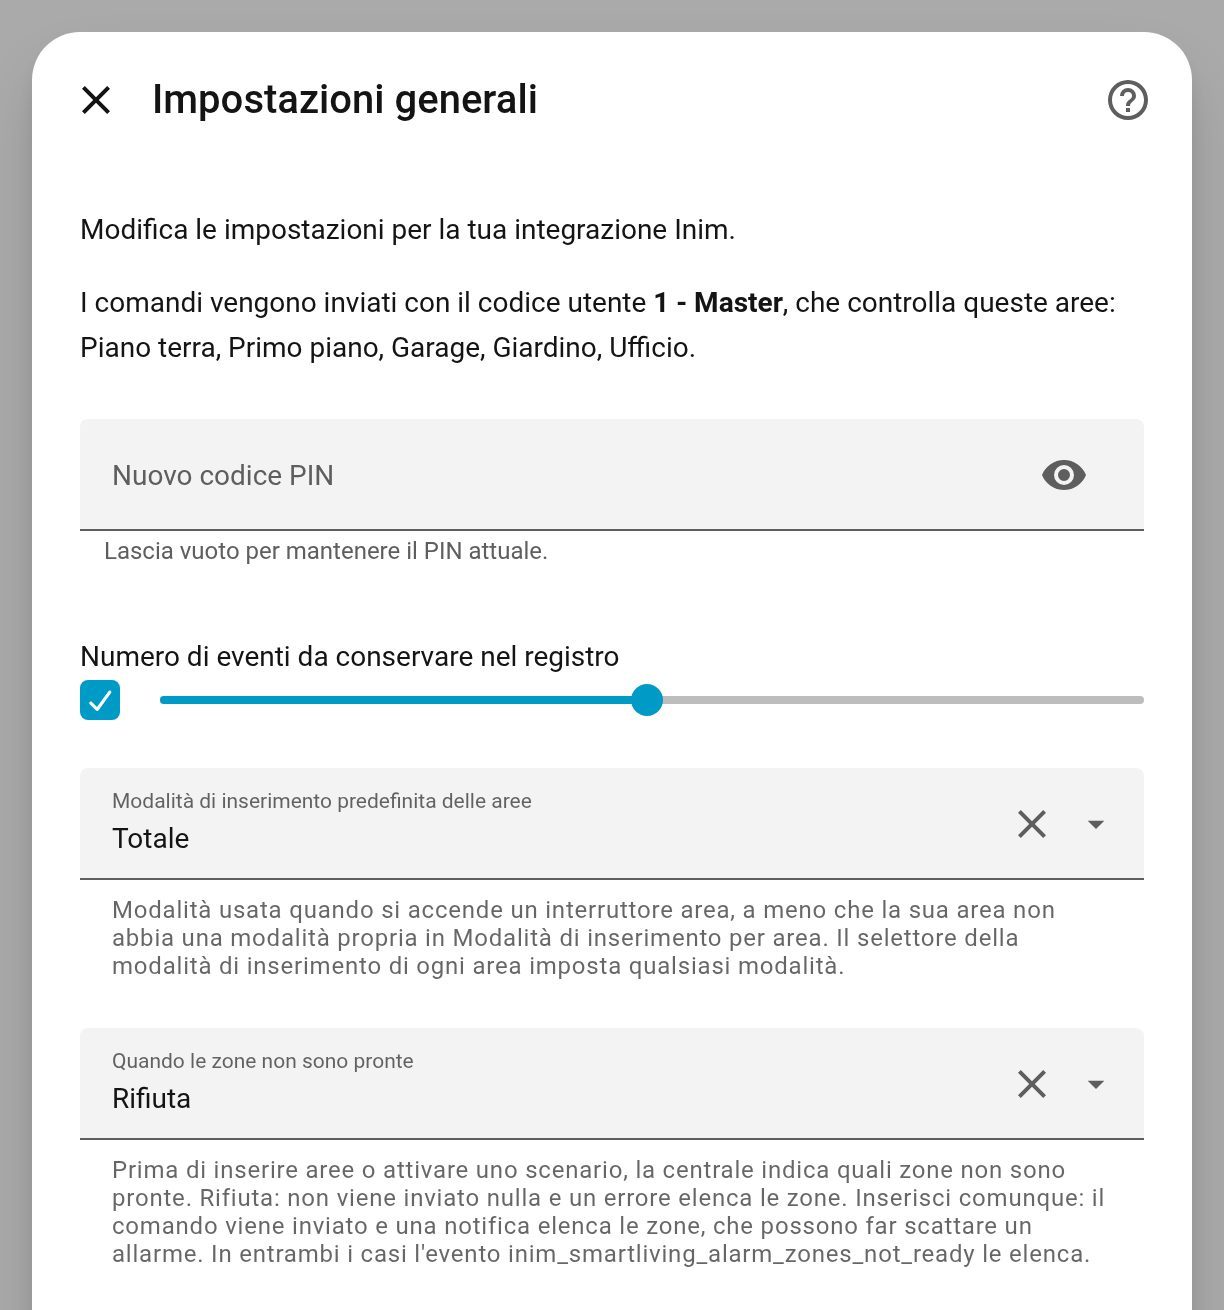 Impostazioni generali
Modifica le impostazioni per la tua integrazione Inim.
I comandi vengono inviati con il codice utente 1 - Master, che controlla queste aree:
Piano terra, Primo piano, Garage, Giardino, Ufficio.
Nuovo codice PIN
Lascia vuoto per mantenere il PIN attuale.
Numero di eventi da conservare nel registro
Modalità di inserimento predefinita delle aree
Totale
Modalità usata quando si accende un interruttore area, a meno che la sua area non
abbia una modalità propria in Modalità di inserimento per area. Il selettore della
modalità di inserimento di ogni area imposta qualsiasi modalità.
Quando le zone non sono pronte
Rifiuta
Prima di inserire aree o attivare uno scenario, la centrale indica quali zone non sono
pronte. Rifiuta: non viene inviato nulla e un errore elenca le zone. Inserisci comunque: il
comando viene inviato e una notifica elenca le zone, che possono far scattare un
allarme. In entrambi i casi l'evento inim_smartliving_alarm_zones_not_ready le elenca.